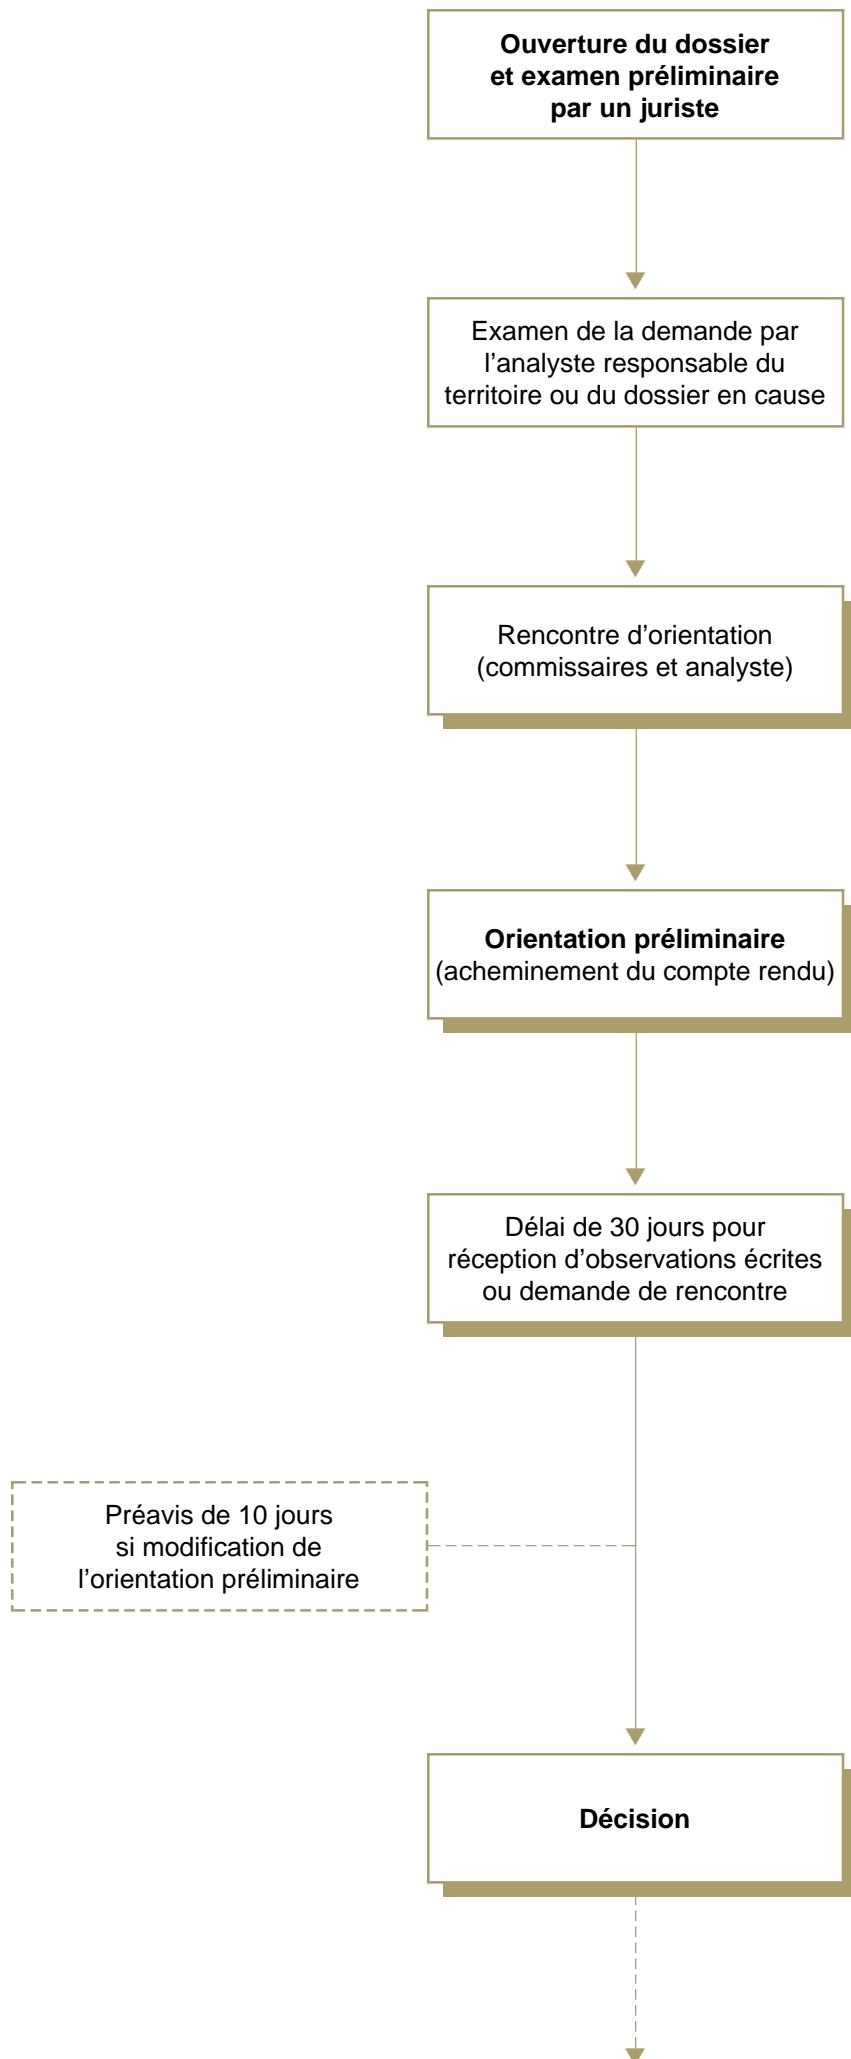 Ouverture du dossier
et examen préliminaire
par un juriste
Examen de la demande par
l’analyste responsable du
territoire ou du dossier en cause
Rencontre d’orientation
(commissaires et analyste)
Orientation préliminaire
(acheminement du compte rendu)
Délai de 30 jours pour
réception d’observations écrites
ou demande de rencontre
Préavis de 10 jours
si modification de
l’orientation préliminaire
Décision